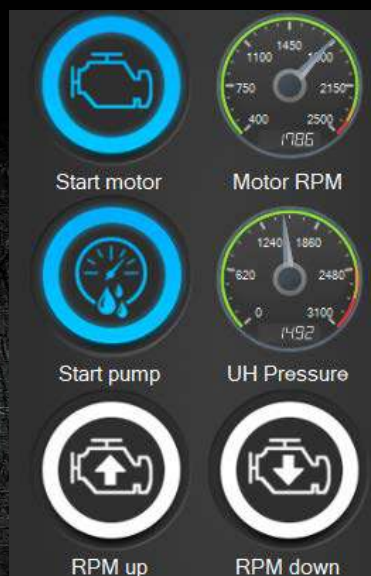 1450
1100
1800
750
2150
400
2500
1786
Start motor
Motor RPM
1240
1860
620
2480
0
3100
1492
Start pump
UH Pressure
RPM up
RPM down